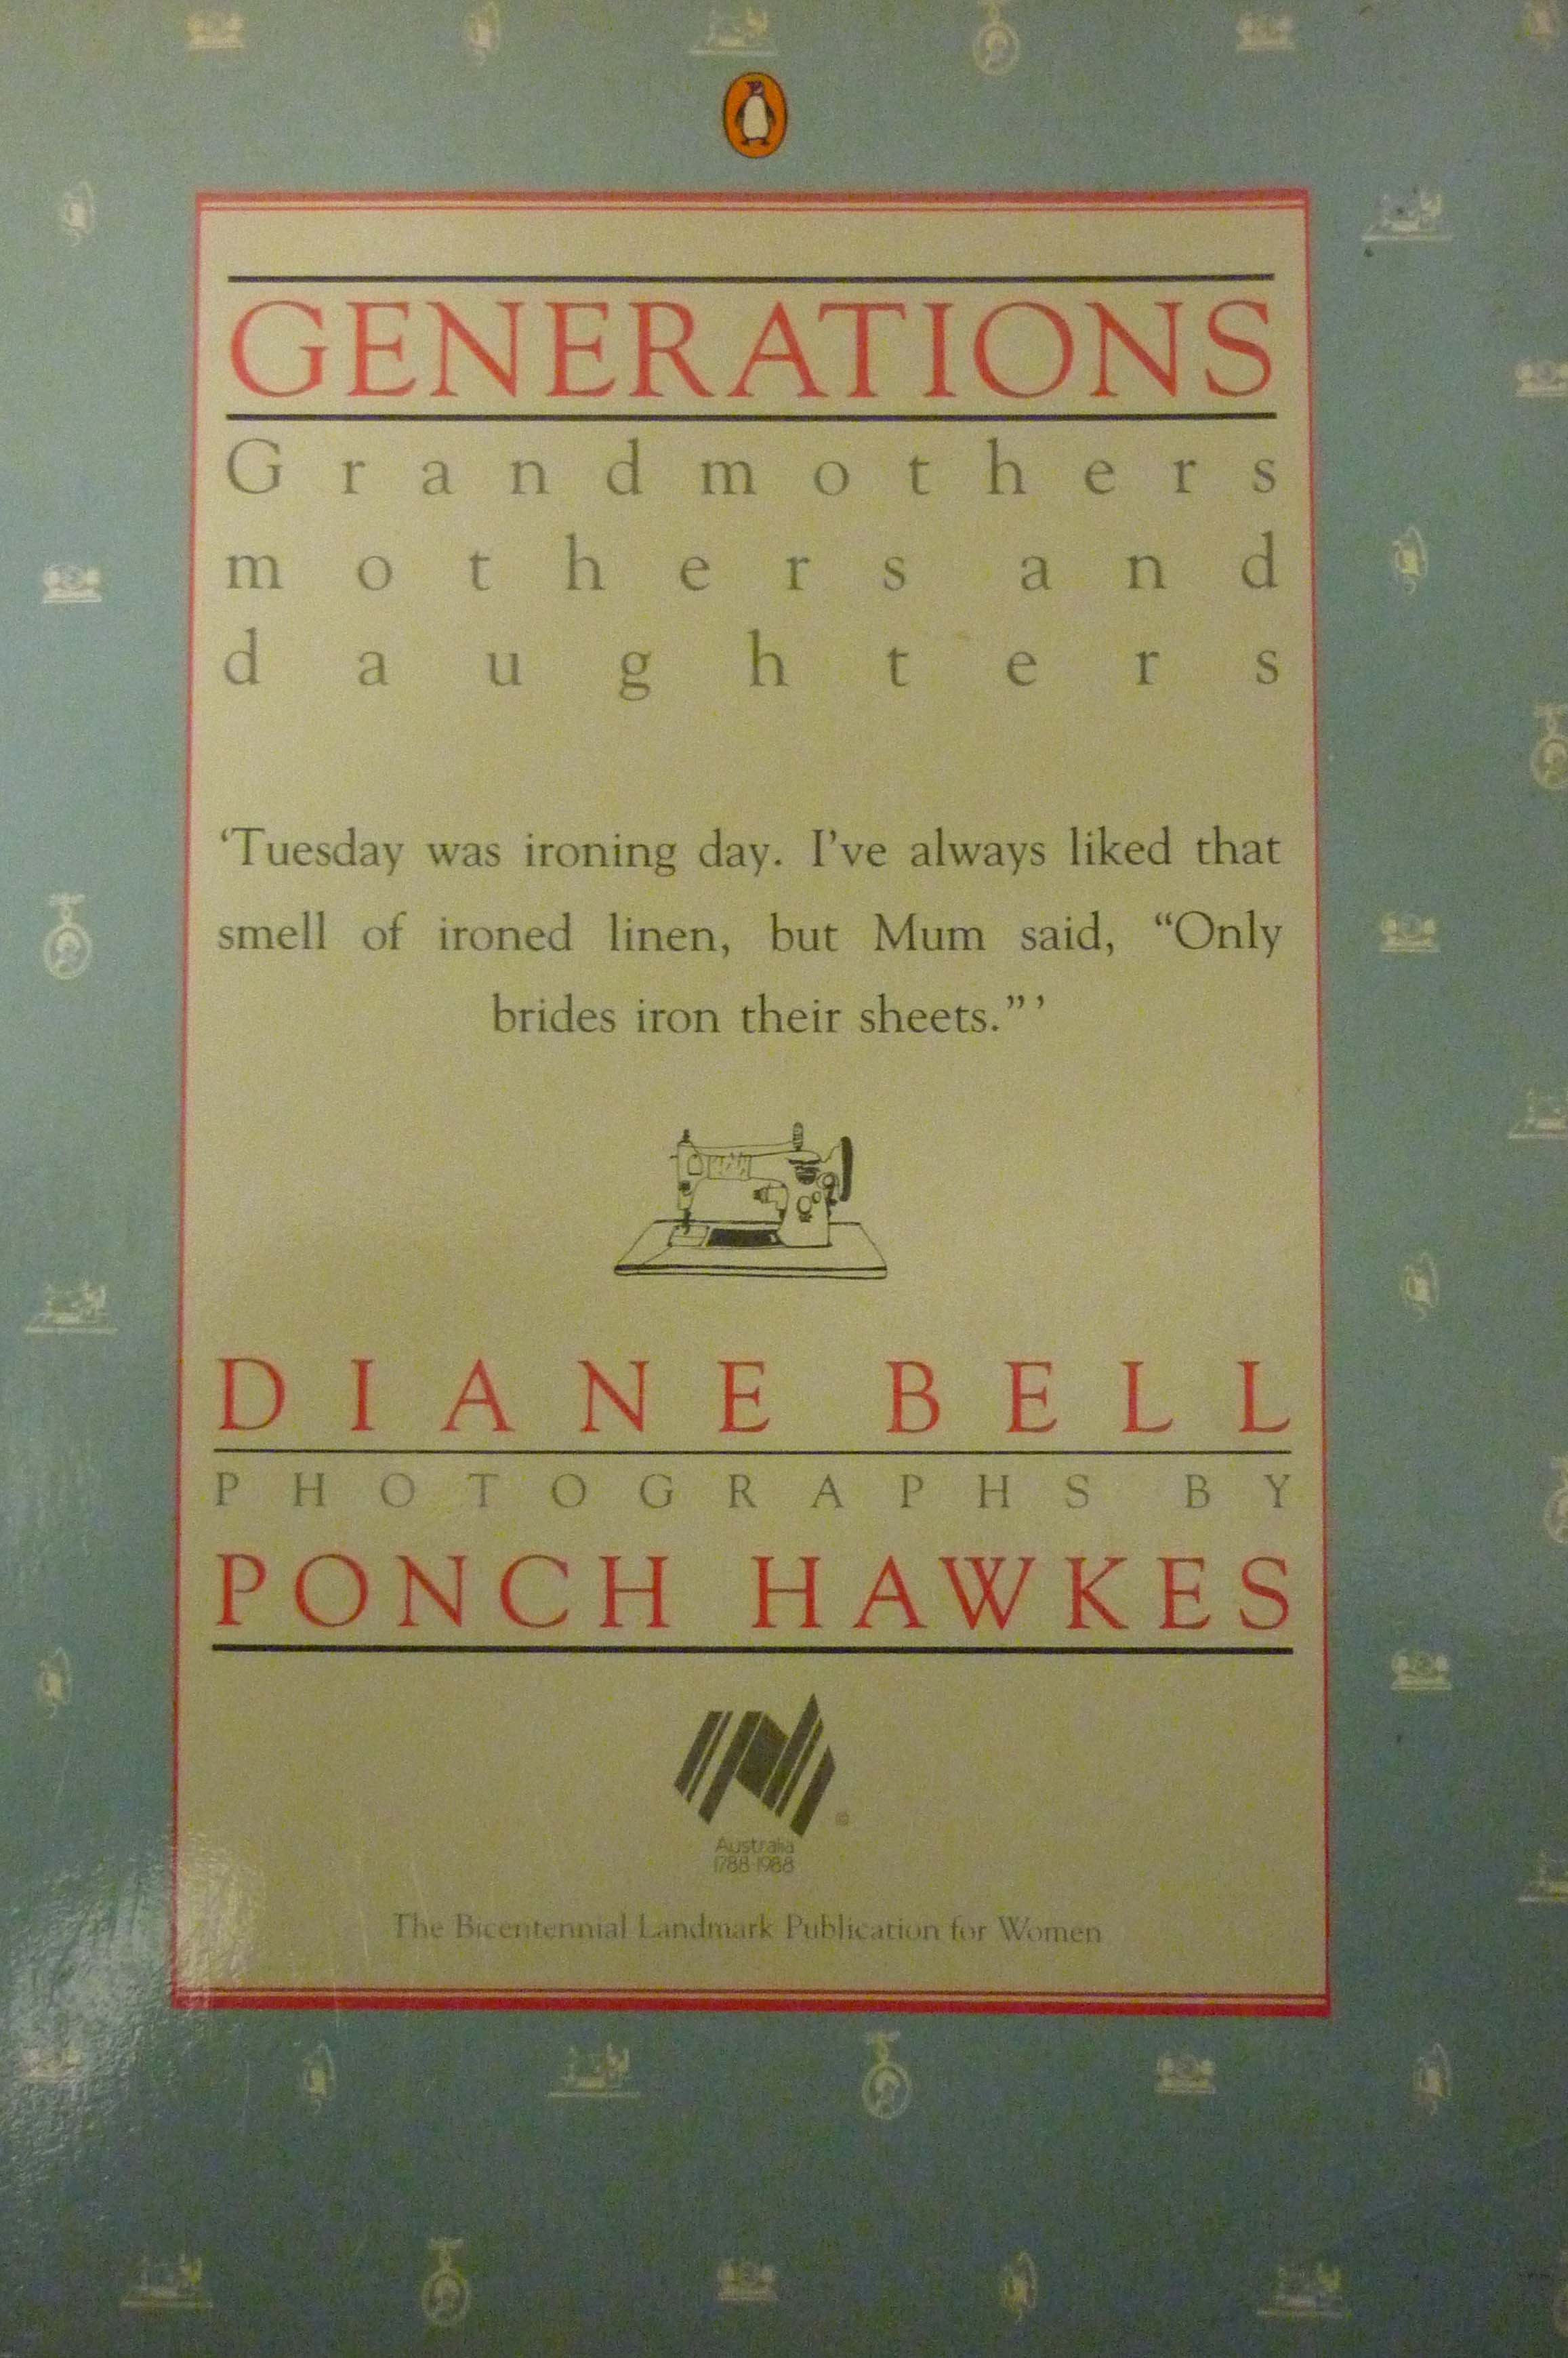 GENERATIONS
Grandmothers
mothers and
daughters
‘Tuesday was ironing day. I’ve always liked that
smell of ironed linen, but Mum said, “Only
brides iron their sheets.” ’
DIANE BELL
PHOTOGRAPHS BY
PONCH HAWKES
Australia
1788-1988
The Bicentennial Landmark Publication for Women